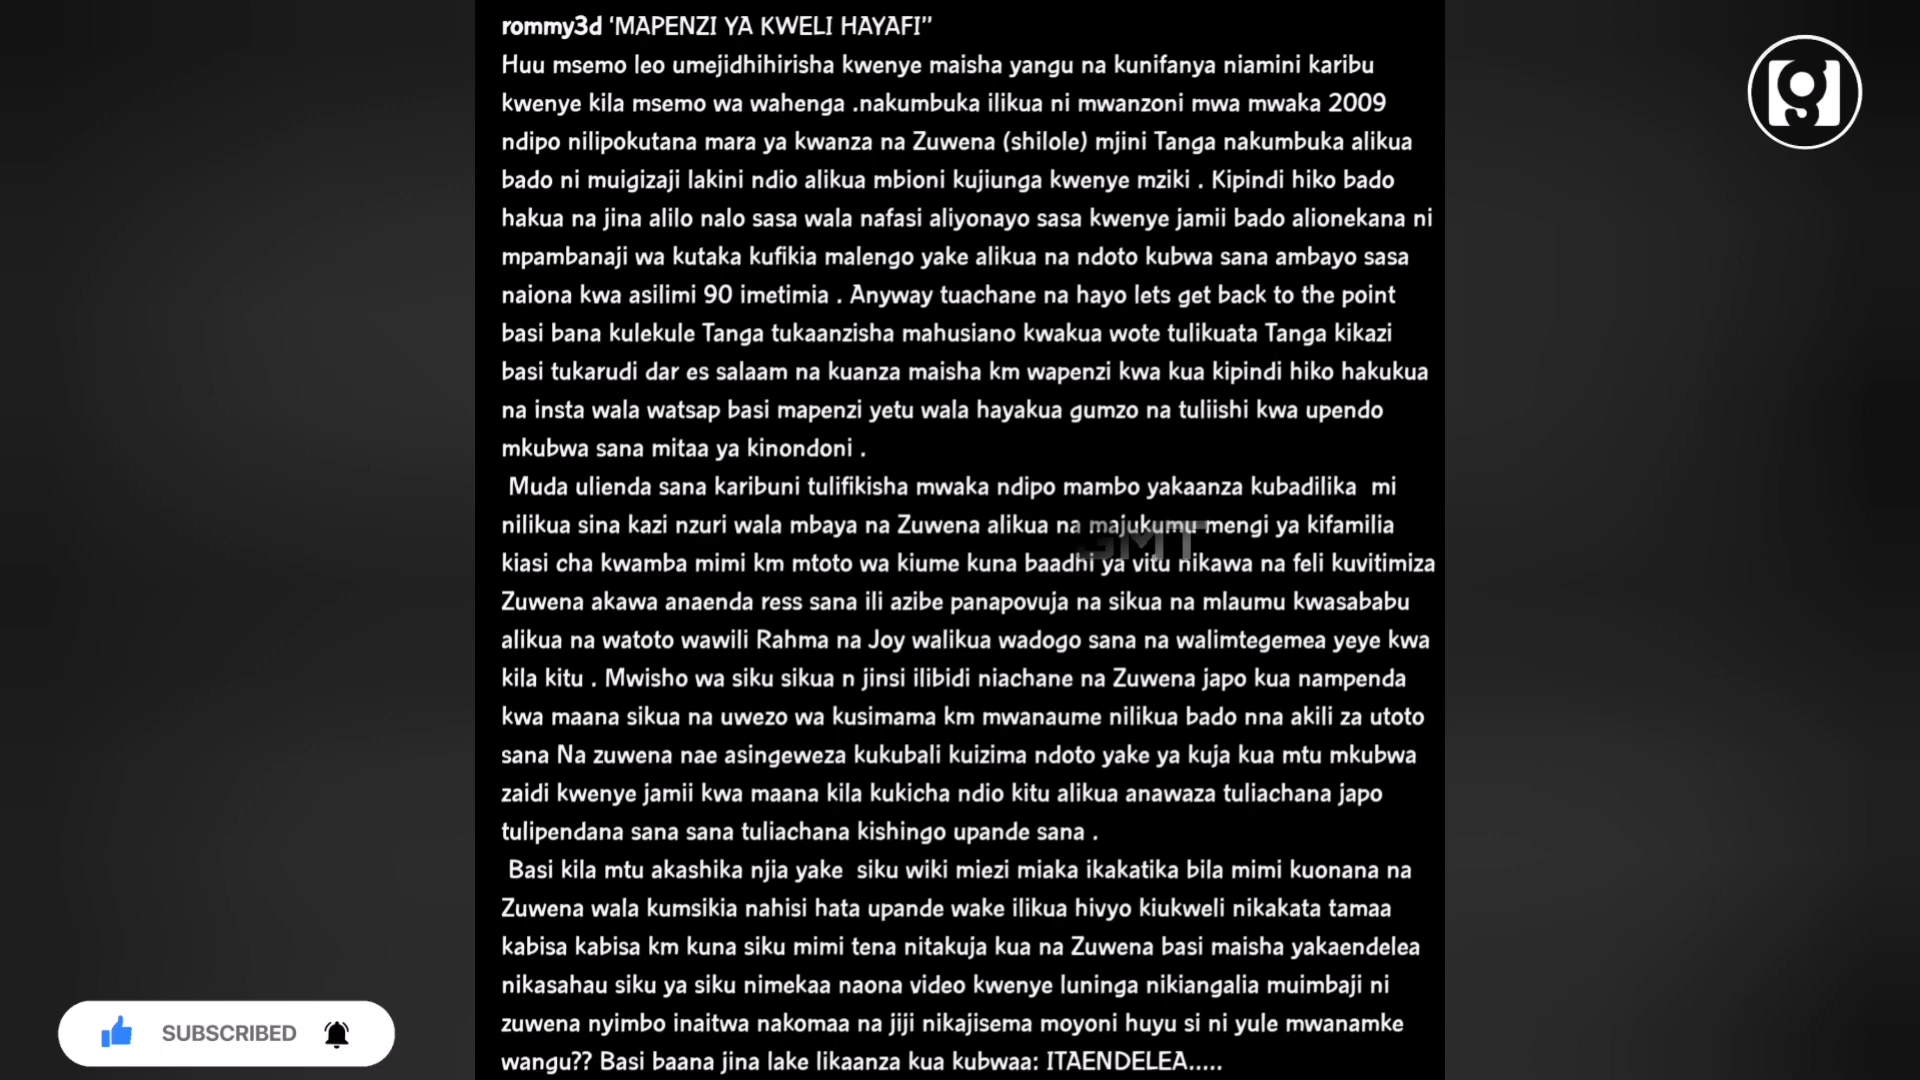 rommy3d ‘MAPENZI YA KWELI HAYAFI”
Huu msemo leo umejidhihirisha kwenye maisha yangu na kunifanya niamini karibu
kwenye kila msemo wa wahenga .nakumbuka ilikua ni mwanzoni mwa mwaka 2009
ndipo nilipokutana mara ya kwanza na Zuwena (shilole) mjini Tanga nakumbuka alikua
bado ni muigizaji lakini ndio alikua mbioni kujiunga kwenye mziki . Kipindi hiko bado
hakua na jina alilo nalo sasa wala nafasi aliyonayo sasa kwenye jamii bado alionekana ni
mpambanaji wa kutaka kufikia malengo yake alikua na ndoto kubwa sana ambayo sasa
naiona kwa asilimi 90 imetimia . Anyway tuachane na hayo lets get back to the point
basi bana kulekule Tanga tukaanzisha mahusiano kwakua wote tulikuata Tanga kikazi
basi tukarudi dar es salaam na kuanza maisha km wapenzi kwa kua kipindi hiko hakukua
na insta wala watsap basi mapenzi yetu wala hayakua gumzo na tuliishi kwa upendo
mkubwa sana mitaa ya kinondoni .
Muda ulienda sana karibuni tulifikisha mwaka ndipo mambo yakaanza kubadilika mi
nilikua sina kazi nzuri wala mbaya na Zuwena alikua na majukumu mengi ya kifamilia
kiasi cha kwamba mimi km mtoto wa kiume kuna baadhi ya vitu nikawa na feli kuvitimiza
Zuwena akawa anaenda ress sana ili azibe panapovuja na sikua na mlaumu kwasababu
alikua na watoto wawili Rahma na Joy walikua wadogo sana na walimtegemea yeye kwa
kila kitu . Mwisho wa siku sikua n jinsi ilibidi niachane na Zuwena japo kua nampenda
kwa maana sikua na uwezo wa kusimama km mwanaume nilikua bado nna akili za utoto
sana Na zuwena nae asingeweza kukubali kuizima ndoto yake ya kuja kua mtu mkubwa
zaidi kwenye jamii kwa maana kila kukicha ndio kitu alikua anawaza tuliachana japo
tulipendana sana sana tuliachana kishingo upande sana .
Basi kila mtu akashika njia yake siku wiki miezi miaka ikakatika bila mimi kuonana na
Zuwena wala kumsikia nahisi hata upande wake ilikua hivyo kiukweli nikakata tamaa
kabisa kabisa km kuna siku mimi tena nitakuja kua na Zuwena basi maisha yakaendelea
nikasahau siku ya siku nimekaa naona video kwenye luninga nikiangalia muimbaji ni
zuwena nyimbo inaitwa nakomaa na jiji nikajisema moyoni huyu si ni yule mwanamke
wangu?? Basi baana jina lake likaanza kua kubwaa: ITAENDELEA.....
GMT
SUBSCRIBED